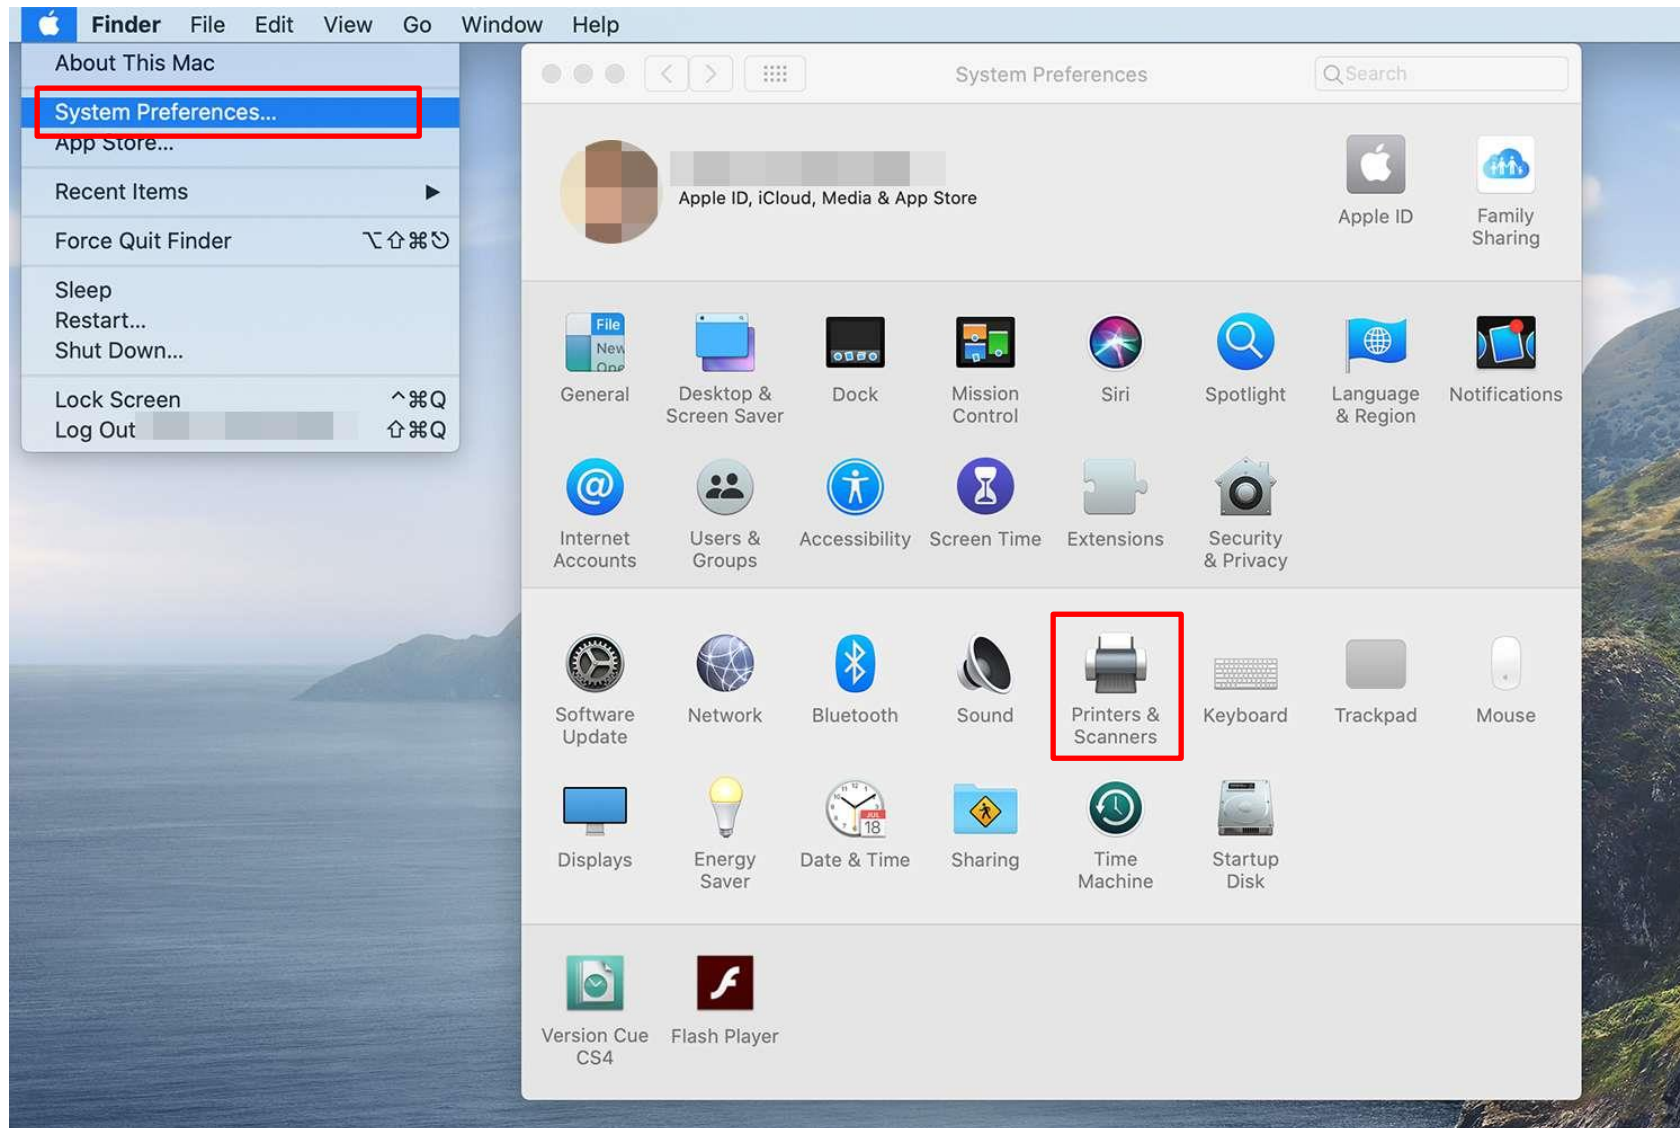 Finder File Edit View Go Window Help
About This Mac
System Preferences...
App Store...
Recent Items ▶
Force Quit Finder ⌥⇧⌘⎋
Sleep
Restart...
Shut Down...
Lock Screen ^⌘Q
Log Out ⇧⌘Q
System Preferences
Search
Apple ID, iCloud, Media & App Store
Apple ID
Family
Sharing
File
New
Ope
General
Desktop &
Screen Saver
Dock
Mission
Control
Siri
Spotlight
Language
& Region
Notifications
Internet
Accounts
Users &
Groups
Accessibility
Screen Time
Extensions
Security
& Privacy
Software
Update
Network
Bluetooth
Sound
Printers &
Scanners
Keyboard
Trackpad
Mouse
Displays
Energy
Saver
JUL
18
Date & Time
Sharing
Time
Machine
Startup
Disk
Version Cue
CS4
Flash Player